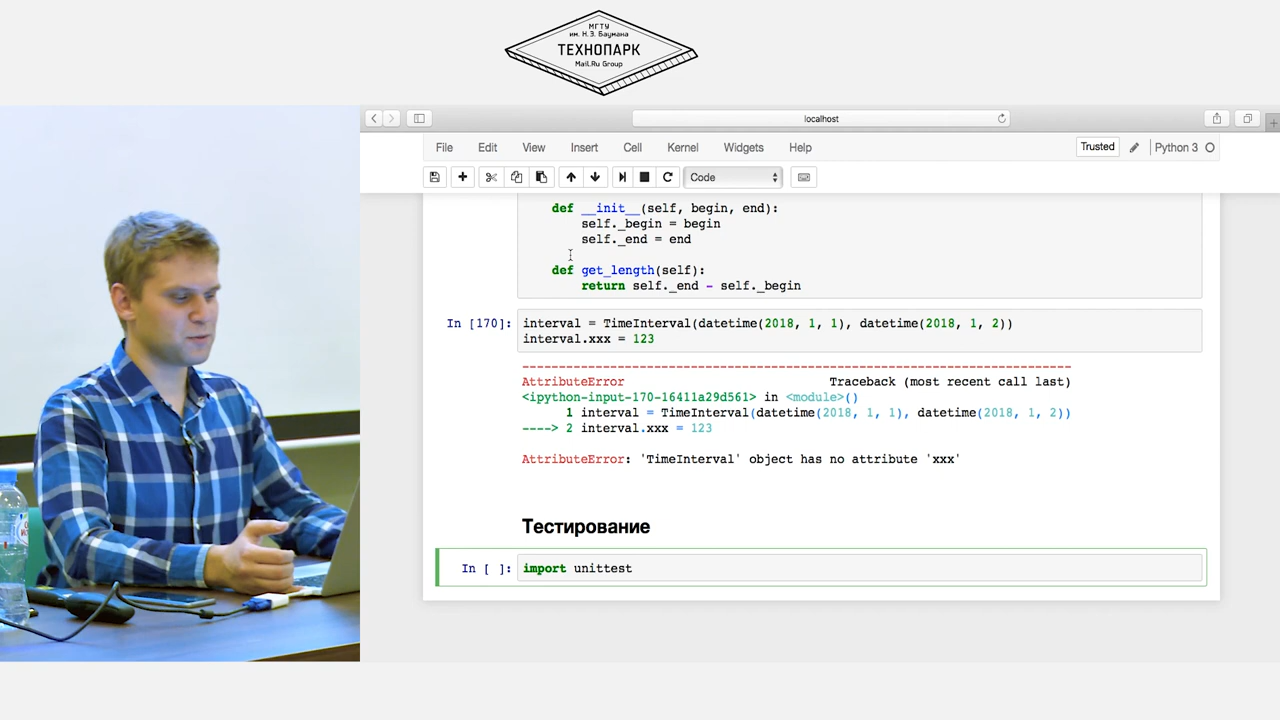 МГТУ
им. Н.Э. Баумана
ТЕХНОПАРК
Mail.Ru Group
localhost
File Edit View Insert Cell Kernel Widgets Help
Trusted
Python 3
Code
def __init__(self, begin, end):
self._begin = begin
self._end = end
def get_length(self):
return self._end - self._begin
In [170]: interval = TimeInterval(datetime(2018, 1, 1), datetime(2018, 1, 2))
interval.xxx = 123
---------------------------------------------------------------------------
AttributeError Traceback (most recent call last)
<ipython-input-170-16411a29d561> in <module>()
1 interval = TimeInterval(datetime(2018, 1, 1), datetime(2018, 1, 2))
----> 2 interval.xxx = 123
AttributeError: 'TimeInterval' object has no attribute 'xxx'
Тестирование
In [ ]: import unittest